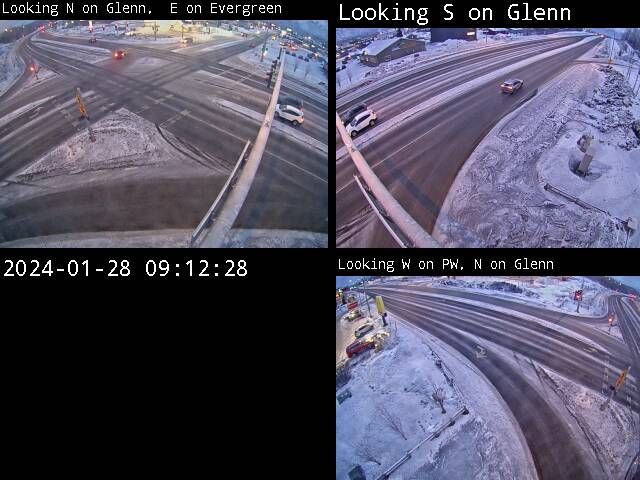 Looking N on Glenn,  E on Evergreen
Looking S on Glenn
2024-01-28 09:12:28
Looking W on PW, N on Glenn